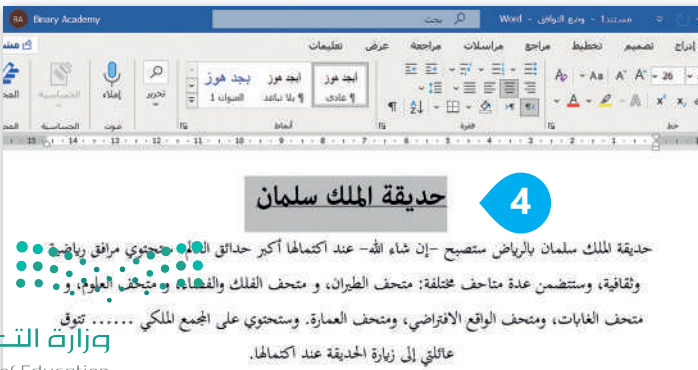 Binary Academy
بحث
مستند1 - وضع التوافق - Word
إدراج تصميم تخطيط مراجع مراسلات مراجعة عرض تعليمات
26
Aa
أبجد هوز
¶ عادي
أبجد هوز
¶ بلا تباعد
بجد هوز
العنوان 1
تحرير
إملاء
الحساسية
خط
فقرة
أنماط
صوت
الحساسية
حديقة الملك سلمان
4
حديقة الملك سلمان بالرياض ستصبح –إن شاء الله– عند اكتمالها أكبر حدائق العالم، ستحتوي مرافق رياضية
وثقافية، وستتضمن عدة متاحف مختلفة: متحف الطيران، و متحف الفلك والفضاء، و متحف العلوم، و
متحف الغابات، ومتحف الواقع الافتراضي، ومتحف العمارة. وستحتوي على المجمع الملكي ...... تتوق
عائلتي إلى زيارة الحديقة عند اكتمالها.
وزارة
of Education